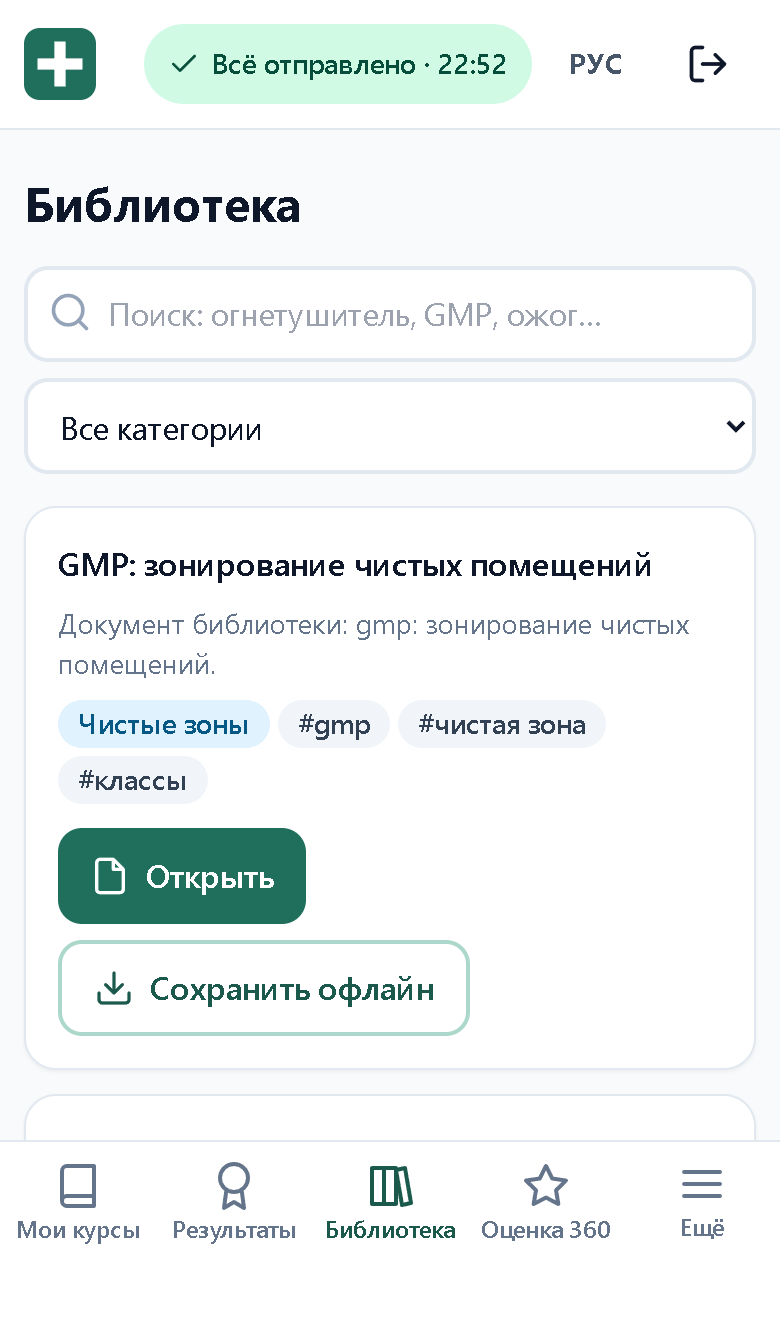 Всё отправлено · 22:52
РУС
Библиотека
Поиск: огнетушитель, GMP, ожог...
Все категории
GMP: зонирование чистых помещений
Документ библиотеки: gmp: зонирование чистых
помещений.
Чистые зоны #gmp #чистая зона
#классы
Открыть
Сохранить офлайн
Мои курсы Результаты Библиотека Оценка 360 Ещё